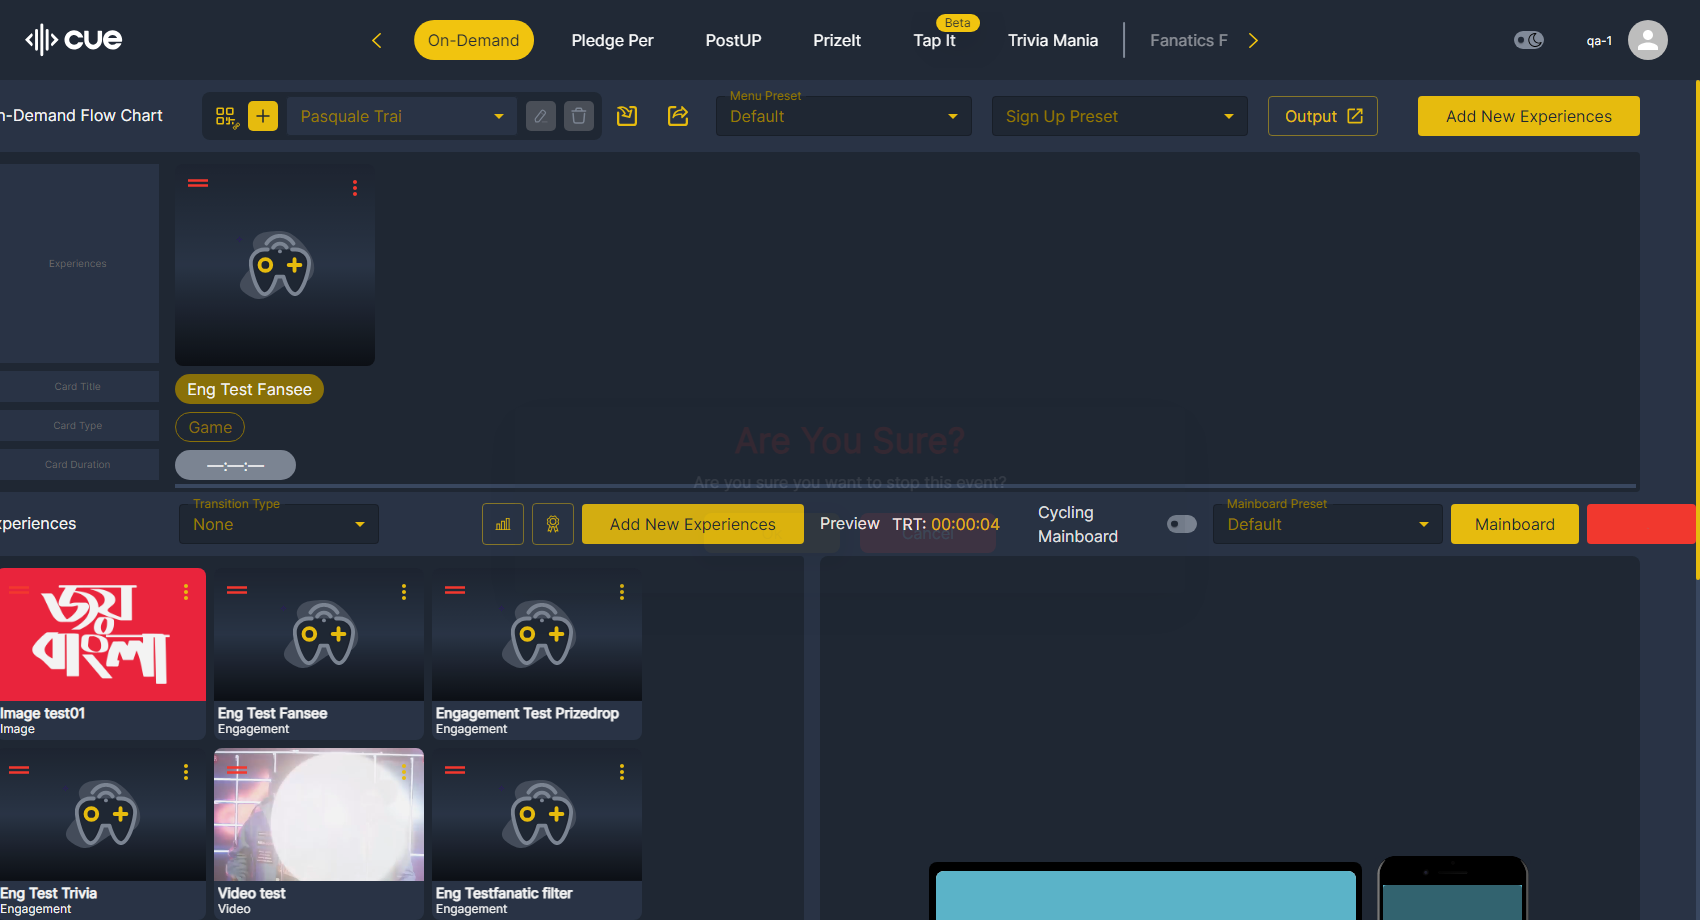 cue
On-Demand
Pledge Per
PostUP
PrizeIt
Tap It
Beta
Trivia Mania
Fanatics F
qa-1
n-Demand Flow Chart
Pasquale Trai
Menu Preset
Default
Sign Up Preset
Output
Add New Experiences
Experiences
Card Title
Eng Test Fansee
Card Type
Game
Card Duration
—:—:—
Are You Sure?
Are you sure you want to stop this event?
Cancel
xperiences
Transition Type
None
Add New Experiences
Preview
TRT: 00:00:04
Cycling
Mainboard
Mainboard Preset
Default
Mainboard
জয়
বাংলা
Image test01
Image
Eng Test Fansee
Engagement
Engagement Test Prizedrop
Engagement
Eng Test Trivia
Engagement
Video test
Video
Eng Testfanatic filter
Engagement